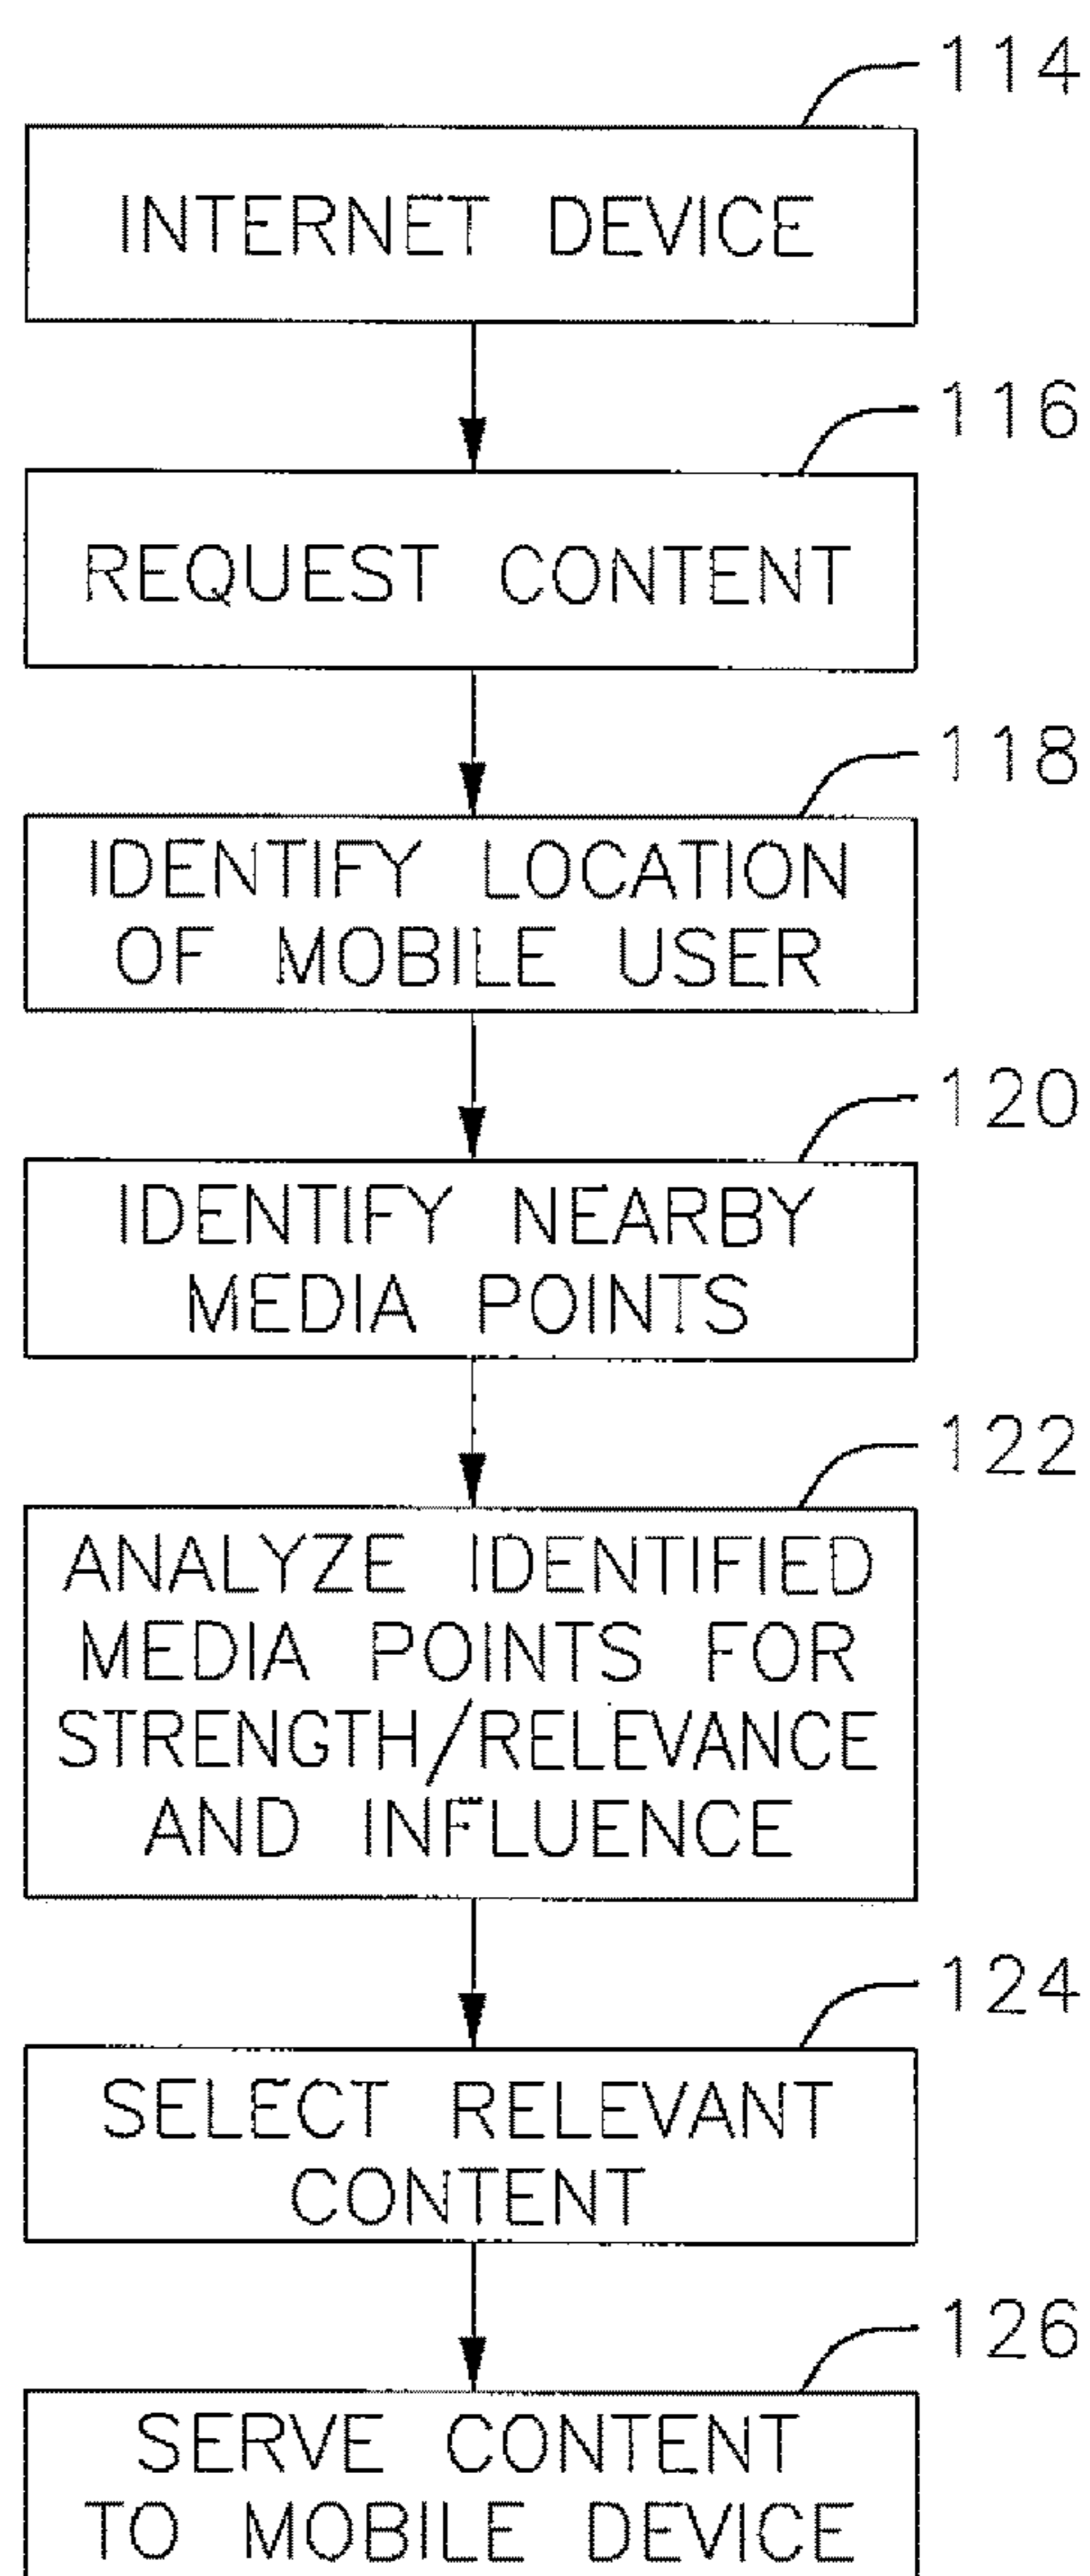 114
INTERNET DEVICE
116
REQUEST CONTENT
118
IDENTIFY LOCATION
OF MOBILE USER
120
IDENTIFY NEARBY
MEDIA POINTS
122
ANALYZE IDENTIFIED
MEDIA POINTS FOR
STRENGTH/RELEVANCE
AND INFLUENCE
124
SELECT RELEVANT
CONTENT
126
SERVE CONTENT
TO MOBILE DEVICE